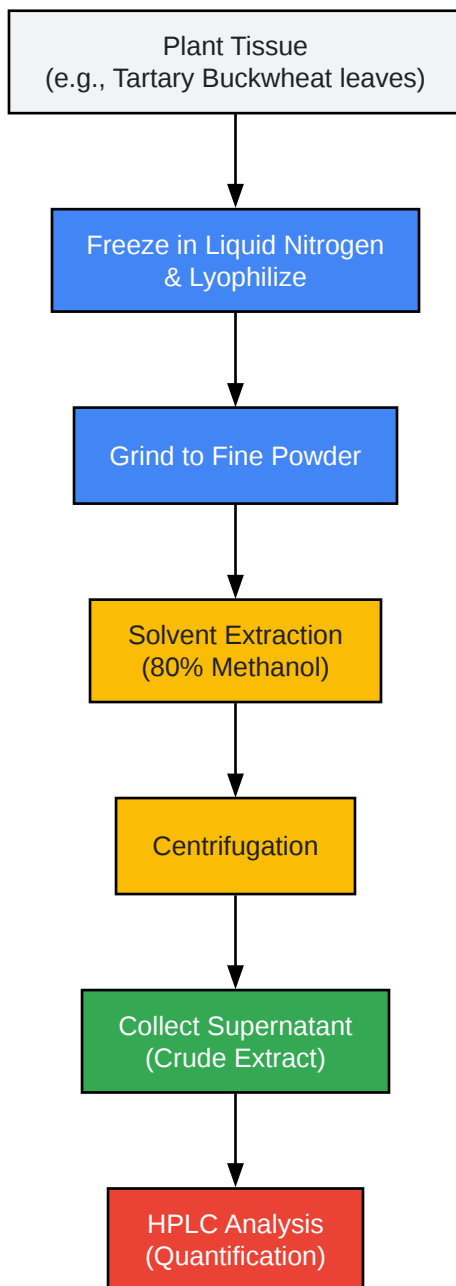 Plant Tissue
(e.g., Tartary Buckwheat leaves)
Freeze in Liquid Nitrogen
& Lyophilize
Grind to Fine Powder
Solvent Extraction
(80% Methanol)
Centrifugation
Collect Supernatant
(Crude Extract)
HPLC Analysis
(Quantification)